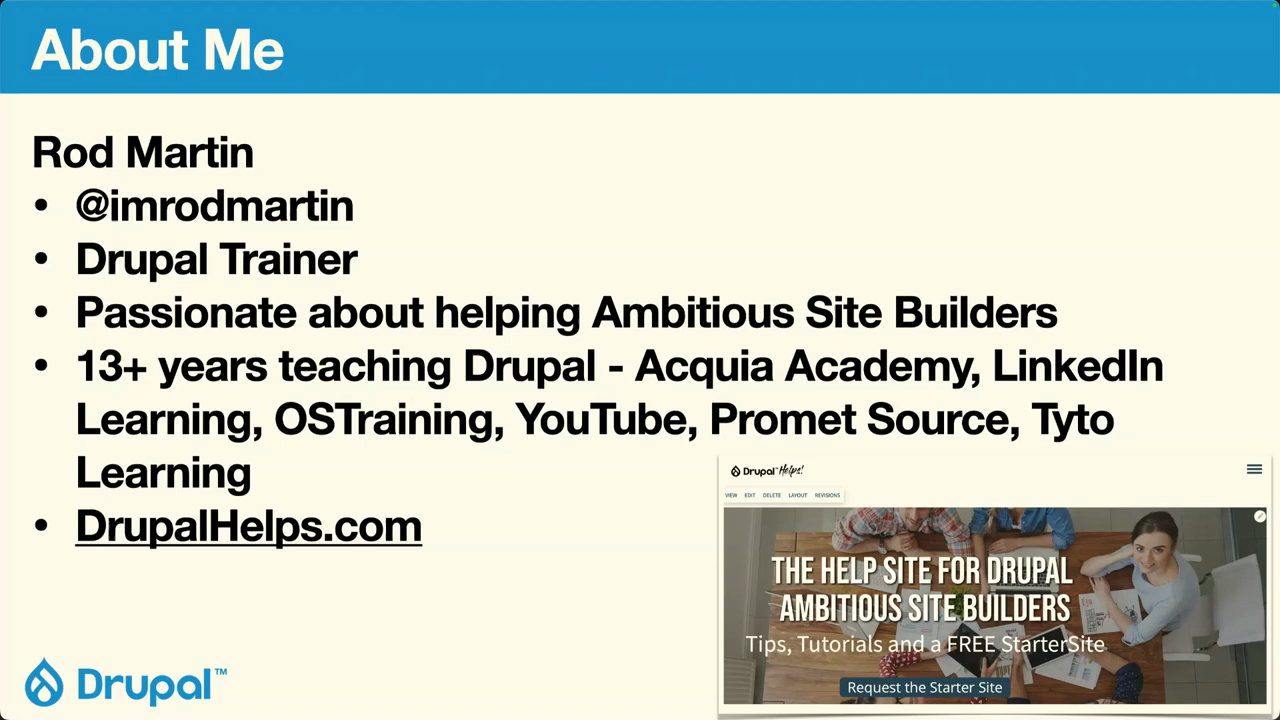 About Me
Rod Martin
• @imrodmartin
• Drupal Trainer
• Passionate about helping Ambitious Site Builders
• 13+ years teaching Drupal - Acquia Academy, LinkedIn
Learning, OSTraining, YouTube, Promet Source, Tyto
Learning
• DrupalHelps.com
Drupal™ Helps!
VIEW EDIT DELETE LAYOUT REVISIONS
THE HELP SITE FOR DRUPAL
AMBITIOUS SITE BUILDERS
Tips, Tutorials and a FREE StarterSite
Request the Starter Site
Drupal™